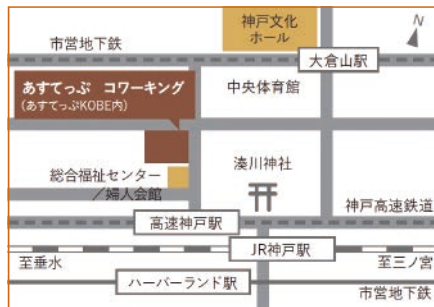 神戸文化
ホール
N
市営地下鉄
大倉山駅
あすてっぷ　コワーキング
（あすてっぷKOBE内）
中央体育館
総合福祉センター
／婦人会館
湊川神社
神戸高速鉄道
高速神戸駅
JR神戸駅
至垂水
至三ノ宮
ハーバーランド駅
市営地下鉄